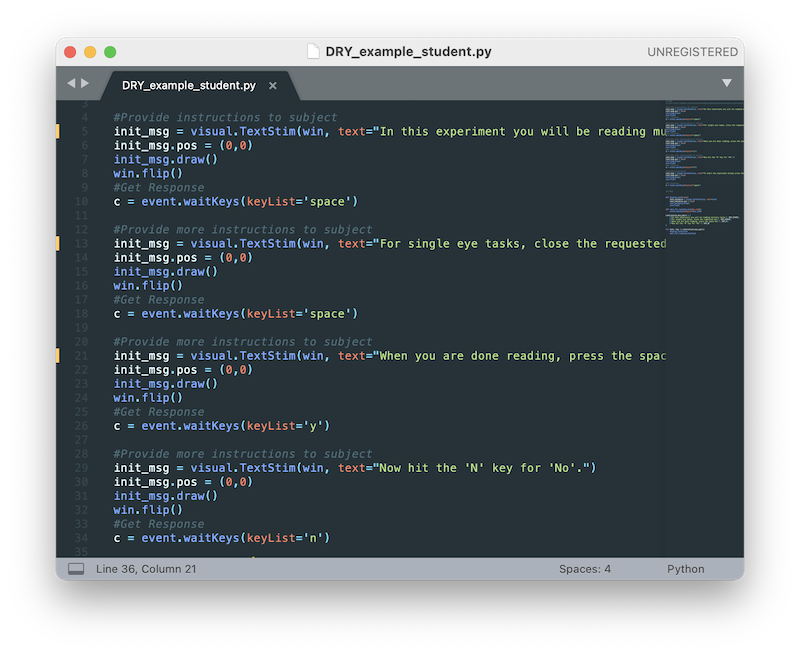 DRY_example_student.py
UNREGISTERED
DRY_example_student.py ×
3
4 #Provide instructions to subject
5 init_msg = visual.TextStim(win, text="In this experiment you will be reading mu
6 init_msg.pos = (0,0)
7 init_msg.draw()
8 win.flip()
9 #Get Response
10 c = event.waitKeys(keyList='space')
11
12 #Provide more instructions to subject
13 init_msg = visual.TextStim(win, text="For single eye tasks, close the requested
14 init_msg.pos = (0,0)
15 init_msg.draw()
16 win.flip()
17 #Get Response
18 c = event.waitKeys(keyList='space')
19
20 #Provide more instructions to subject
21 init_msg = visual.TextStim(win, text="When you are done reading, press the spac
22 init_msg.pos = (0,0)
23 init_msg.draw()
24 win.flip()
25 #Get Response
26 c = event.waitKeys(keyList='y')
27
28 #Provide more instructions to subject
29 init_msg = visual.TextStim(win, text="Now hit the 'N' key for 'No'.")
30 init_msg.pos = (0,0)
31 init_msg.draw()
32 win.flip()
33 #Get Response
34 c = event.waitKeys(keyList='n')
35
Line 36, Column 21
Spaces: 4
Python